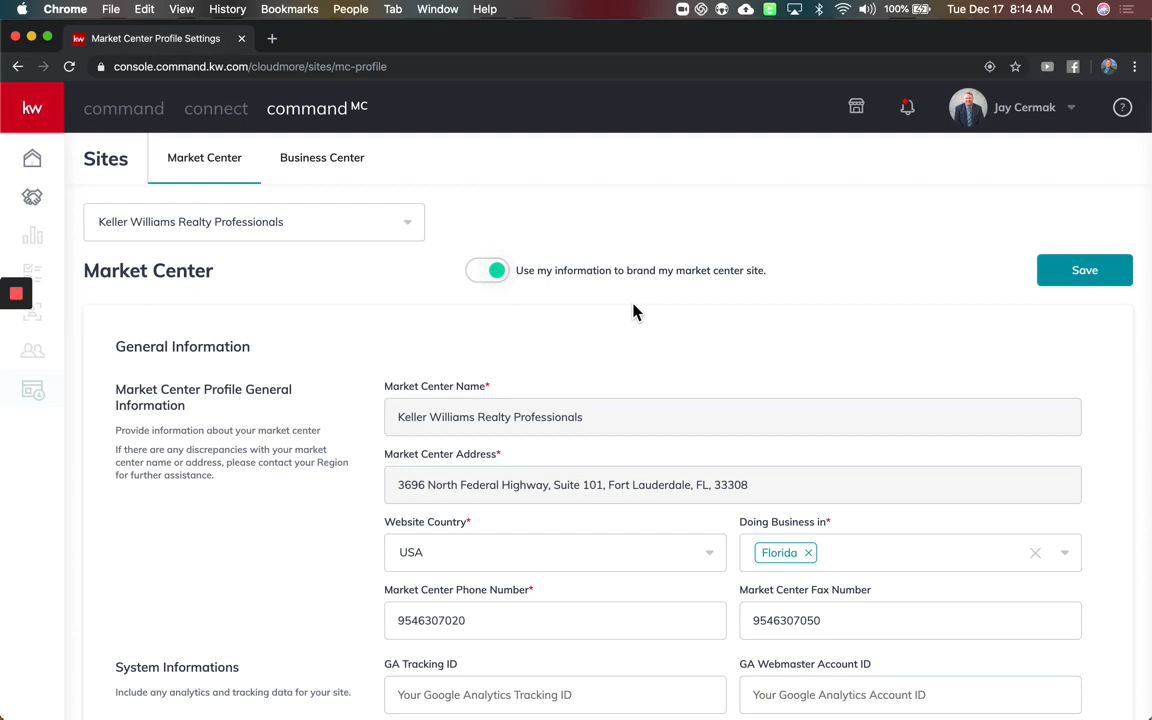 Chrome File Edit View History Bookmarks People Tab Window Help 100% Tue Dec 17 8:14 AM
kw Market Center Profile Settings
console.command.kw.com/cloudmore/sites/mc-profile
kw command connect command MC Jay Cermak
Sites Market Center Business Center
Keller Williams Realty Professionals
Market Center Use my information to brand my market center site. Save
General Information
Market Center Profile General
Information
Provide information about your market center
If there are any discrepancies with your market
center name or address, please contact your Region
for further assistance.
Market Center Name*
Keller Williams Realty Professionals
Market Center Address*
3696 North Federal Highway, Suite 101, Fort Lauderdale, FL, 33308
Website Country* Doing Business in*
USA Florida
Market Center Phone Number* Market Center Fax Number
9546307020 9546307050
System Informations
Include any analytics and tracking data for your site.
GA Tracking ID GA Webmaster Account ID
Your Google Analytics Tracking ID Your Google Analytics Account ID